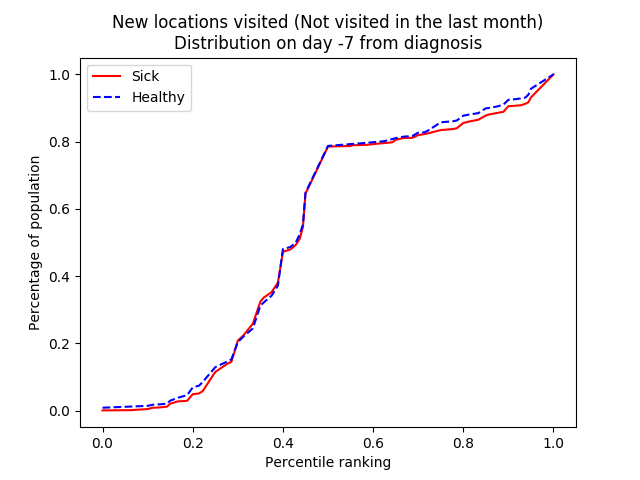 New locations visited (Not visited in the last month)
Distribution on day -7 from diagnosis
Sick
Healthy
1.0
0.8
0.6
0.4
0.2
0.0
Percentage of population
0.0 0.2 0.4 0.6 0.8 1.0
Percentile ranking